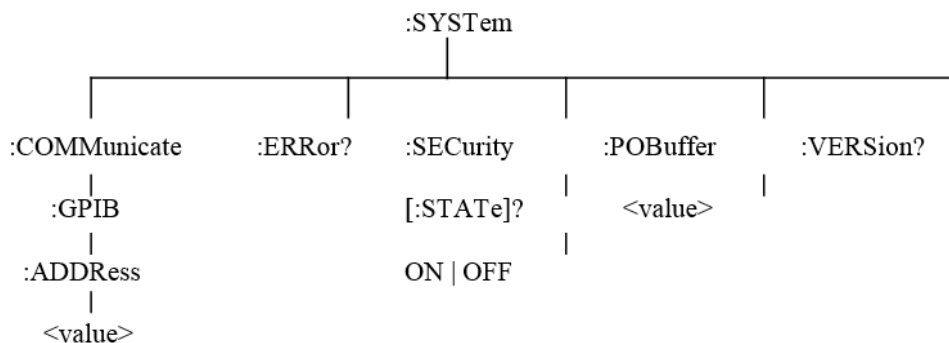 :SYSTem
:COMMunicate :ERRor? :SECurity :POBuffer :VERSion?
:GPIB [:STATe]? <value>
:ADDRess ON | OFF
<value>